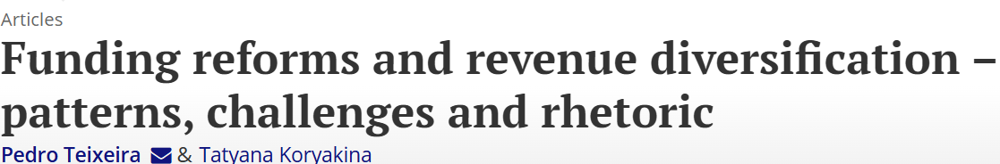 Articles
Funding reforms and revenue diversification –
patterns, challenges and rhetoric
Pedro Teixeira & Tatyana Koryakina